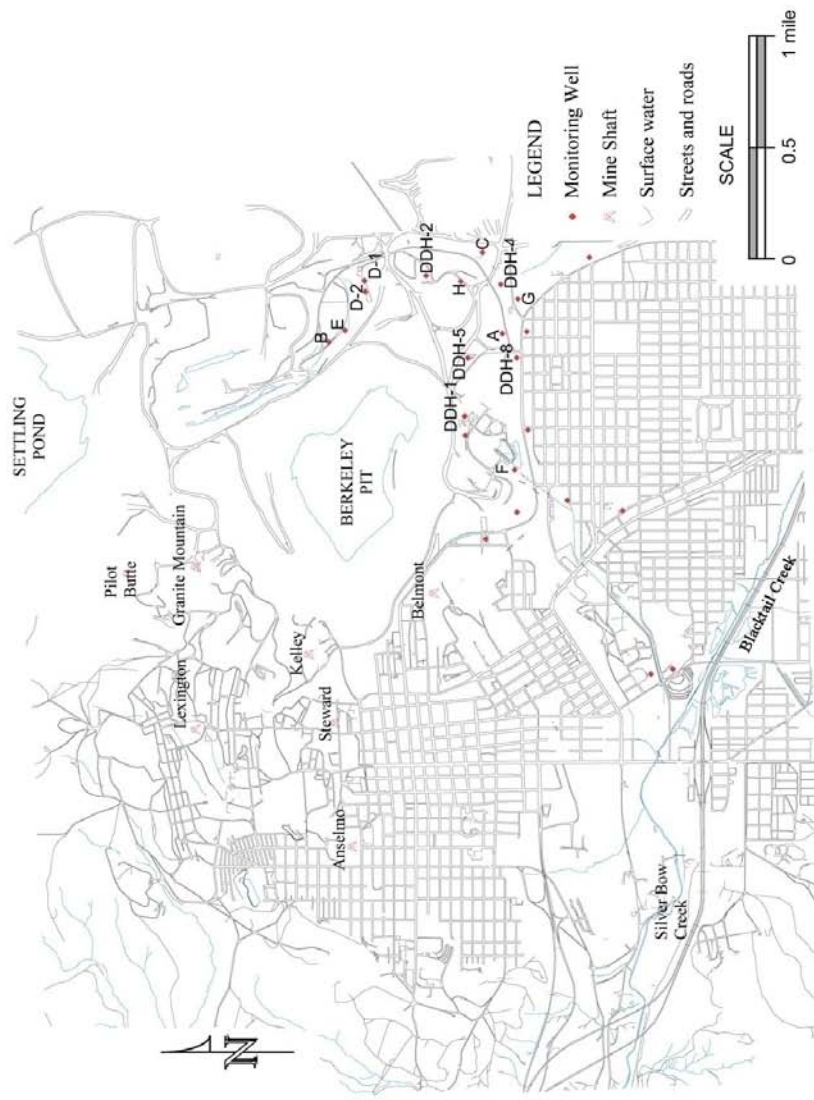 SETTLING
POND
Pilot
Butte
Granite Mountain
Lexington
Kelley
Steward
Anselmo
BERKELEY
PIT
Belmont
B
E
D-2
D-1
DDH-2
H
C
DDH-4
G
A
DDH-5
DDH-8
DDH-1
F
Silver Bow
Creek
Blacktail Creek
N
LEGEND
Monitoring Well
Mine Shaft
Surface water
Streets and roads
SCALE
0
0.5
1 mile